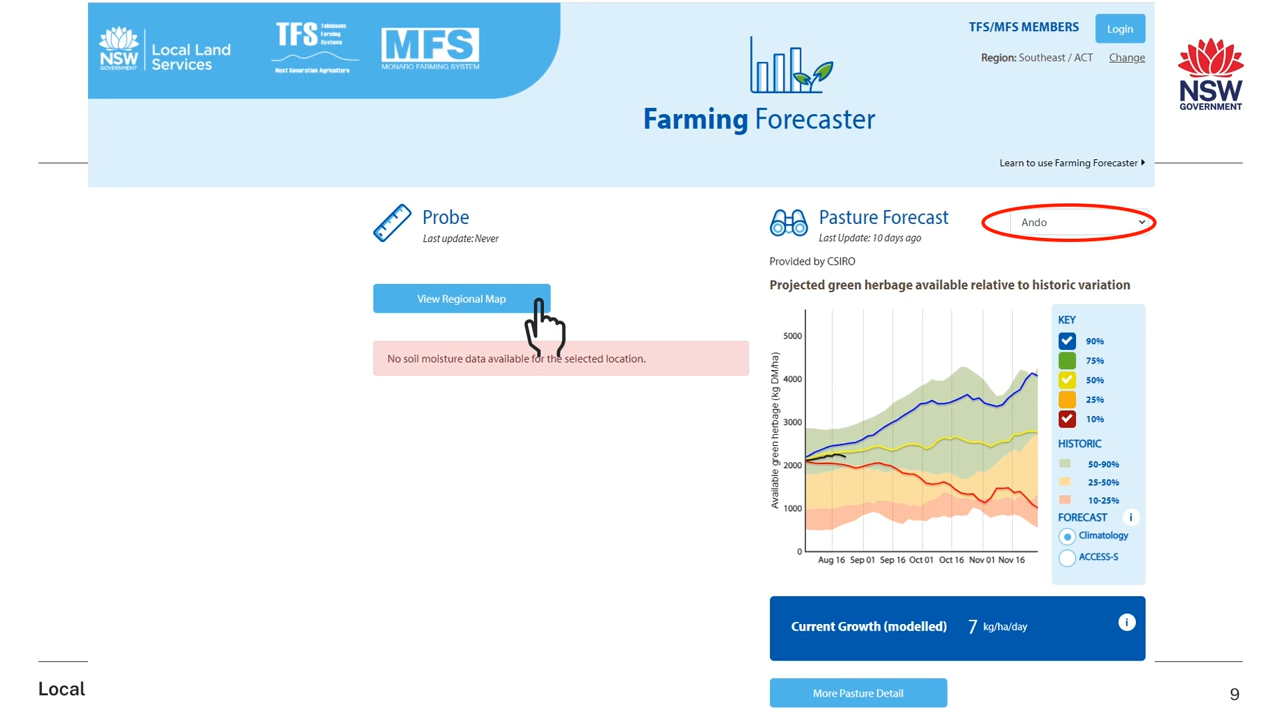 NSW
GOVERNMENT
Local Land
Services
TFS
Tablelands
Farming
Systems
Next Generation Agriculture
MFS
MONARO FARMING SYSTEM
TFS/MFS MEMBERS
Login
Region: Southeast / ACT
Change
Farming Forecaster
Learn to use Farming Forecaster
NSW
GOVERNMENT
Probe
Last update: Never
View Regional Map
No soil moisture data available for the selected location.
Pasture Forecast
Last Update: 10 days ago
Ando
Provided by CSIRO
Projected green herbage available relative to historic variation
Available green herbage (kg DM/ha)
5000
4000
3000
2000
1000
0
Aug 16 Sep 01 Sep 16 Oct 01 Oct 16 Nov 01 Nov 16
KEY
90%
75%
50%
25%
10%
HISTORIC
50-90%
25-50%
10-25%
FORECAST i
Climatology
ACCESS-S
Current Growth (modelled) 7 kg/ha/day i
More Pasture Detail
Local
9